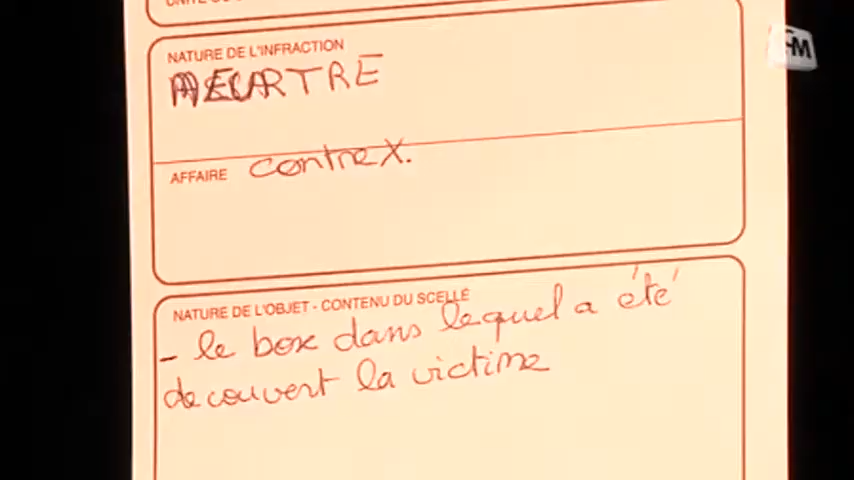 NATURE DE L'INFRACTION
MEURTRE
AFFAIRE contre X.
NATURE DE L'OBJET - CONTENU DU SCELLÉ
- le box dans lequel a été
decouvert la victime